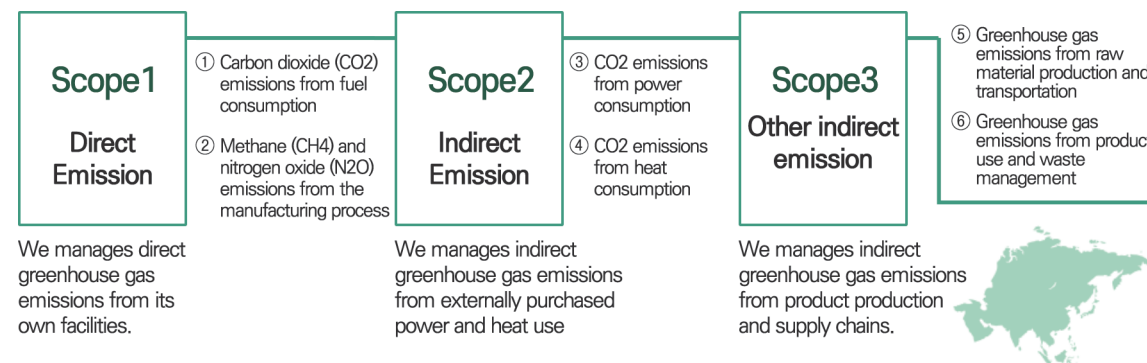 Scope1
Direct
Emission
① Carbon dioxide (CO2)
emissions from fuel
consumption
② Methane (CH4) and
nitrogen oxide (N2O)
emissions from the
manufacturing process
We manages direct
greenhouse gas
emissions from its
own facilities.
Scope2
Indirect
Emission
③ CO2 emissions
from power
consumption
④ CO2 emissions
from heat
consumption
We manages indirect
greenhouse gas emissions
from externally purchased
power and heat use
Scope3
Other indirect
emission
⑤ Greenhouse gas
emissions from raw
material production and
transportation
⑥ Greenhouse gas
emissions from produc
use and waste
management
We manages indirect
greenhouse gas emissions
from product production
and supply chains.